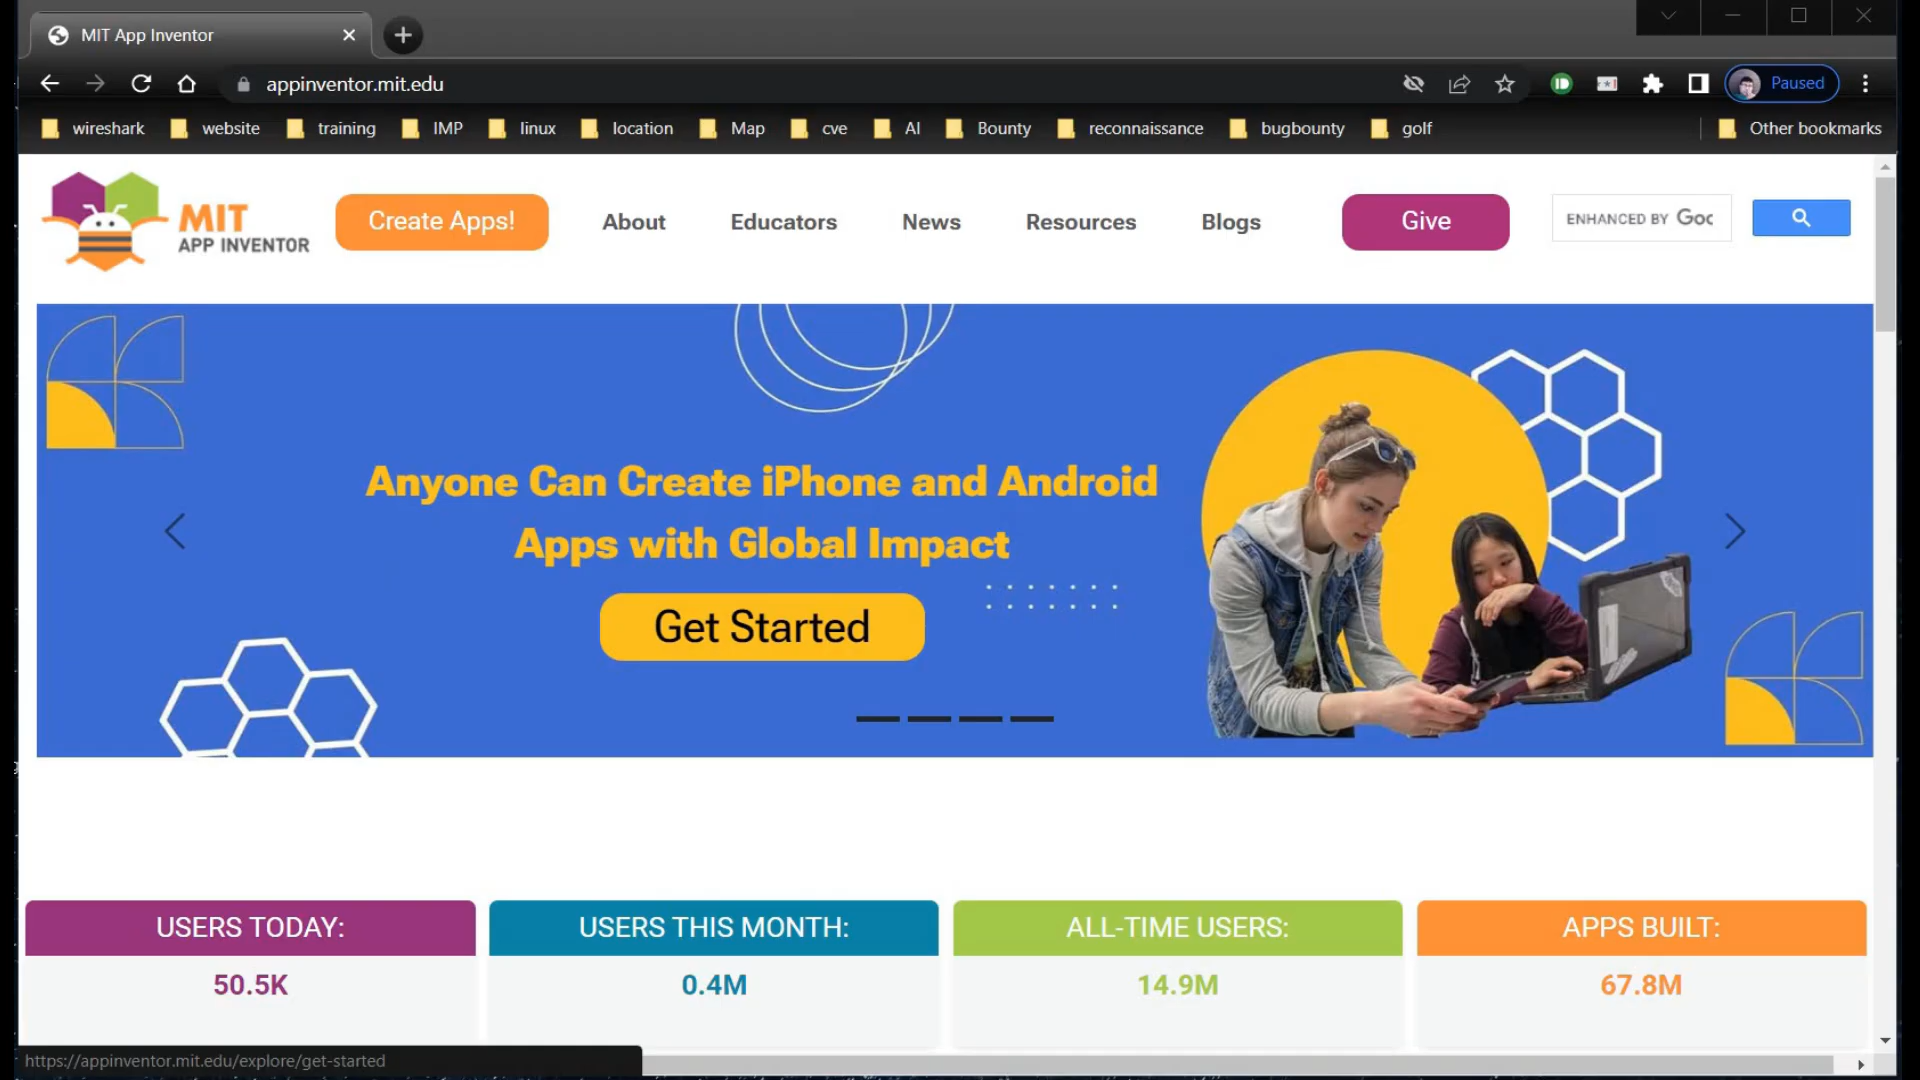 MIT App Inventor
appinventor.mit.edu
Paused
wireshark website training IMP linux location Map cve AI Bounty reconnaissance bugbounty golf Other bookmarks
MIT
APP INVENTOR
Create Apps! About Educators News Resources Blogs Give ENHANCED BY Goo
Anyone Can Create iPhone and Android
Apps with Global Impact
Get Started
USERS TODAY: USERS THIS MONTH: ALL-TIME USERS: APPS BUILT:
50.5K 0.4M 14.9M 67.8M
https://appinventor.mit.edu/explore/get-started